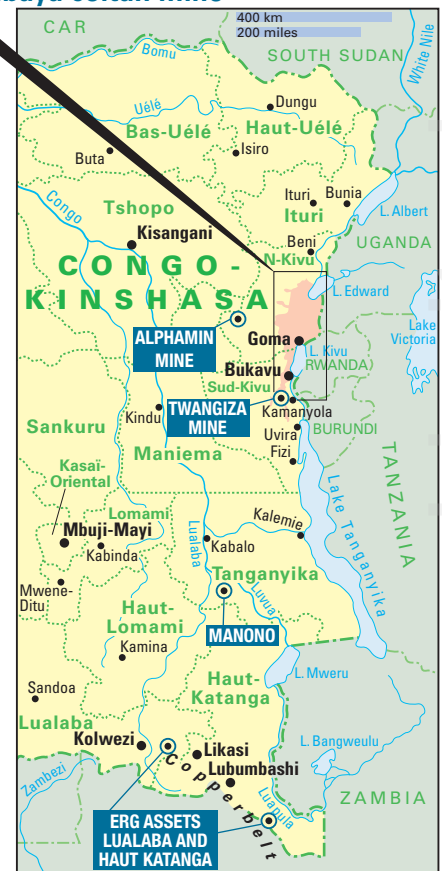 400 km
200 miles
CAR
SOUTH SUDAN
White Nile
Bomu
Uélé
Dungu
Bas-Uélé
Haut-Uélé
Buta
Isiro
Congo
Tshopo
Ituri
Bunia
Ituri
L. Albert
Kisangani
Beni
UGANDA
N-Kivu
CONGO-
KINSHASA
L. Edward
ALPHAMIN
MINE
Goma
Lake
Victoria
L. Kivu
RWANDA
Bukavu
Sud-Kivu
TWANGIZA
MINE
Kamanyola
Kindu
Sankuru
Uvira
BURUNDI
Maniema
Fizi
Kasaï-
Oriental
TANZANIA
Lomami
Lualaba
Kalemie
Lake Tanganyika
Mbuji-Mayi
Kabinda
Kabalo
Mwene-
Ditu
Tanganyika
Luvua
Haut-
Lomami
MANONO
Kamina
Haut-
Katanga
L. Mweru
Sandoa
Lualaba
Kolwezi
Likasi
L. Bangweulu
Copperbelt
Lubumbashi
Zambezi
Luapula
ZAMBIA
ERG ASSETS
LUALABA AND
HAUT KATANGA